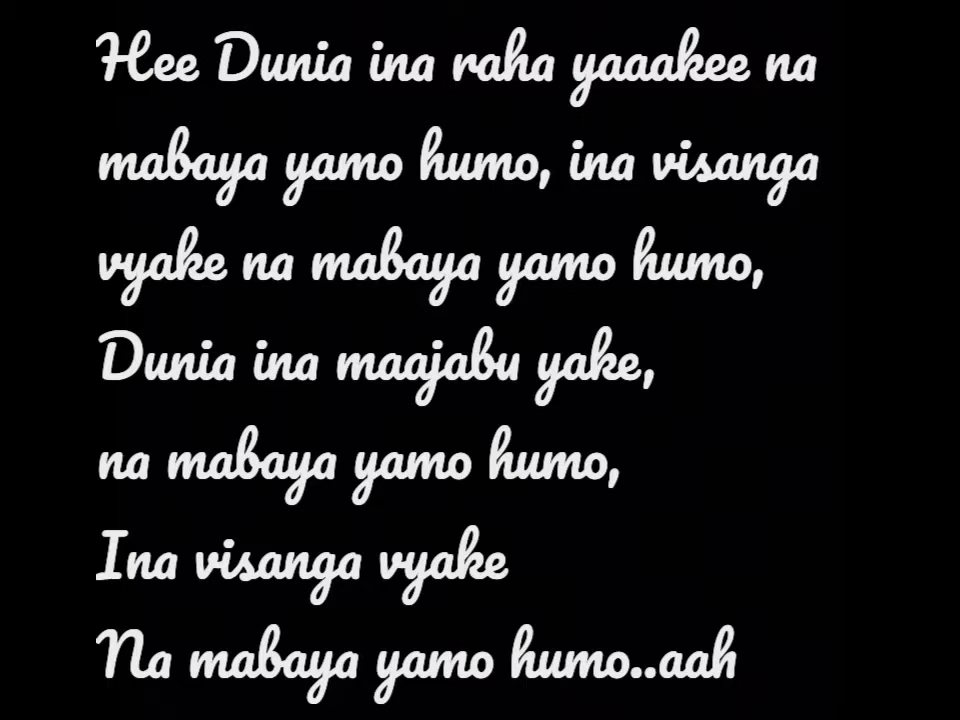 Hee Dunia ina raha yaaakee na
mabaya yamo humo, ina visanga
vyake na mabaya yamo humo,
Dunia ina maajabu yake,
na mabaya yamo humo,
Ina visanga vyake
Na mabaya yamo humo..aah